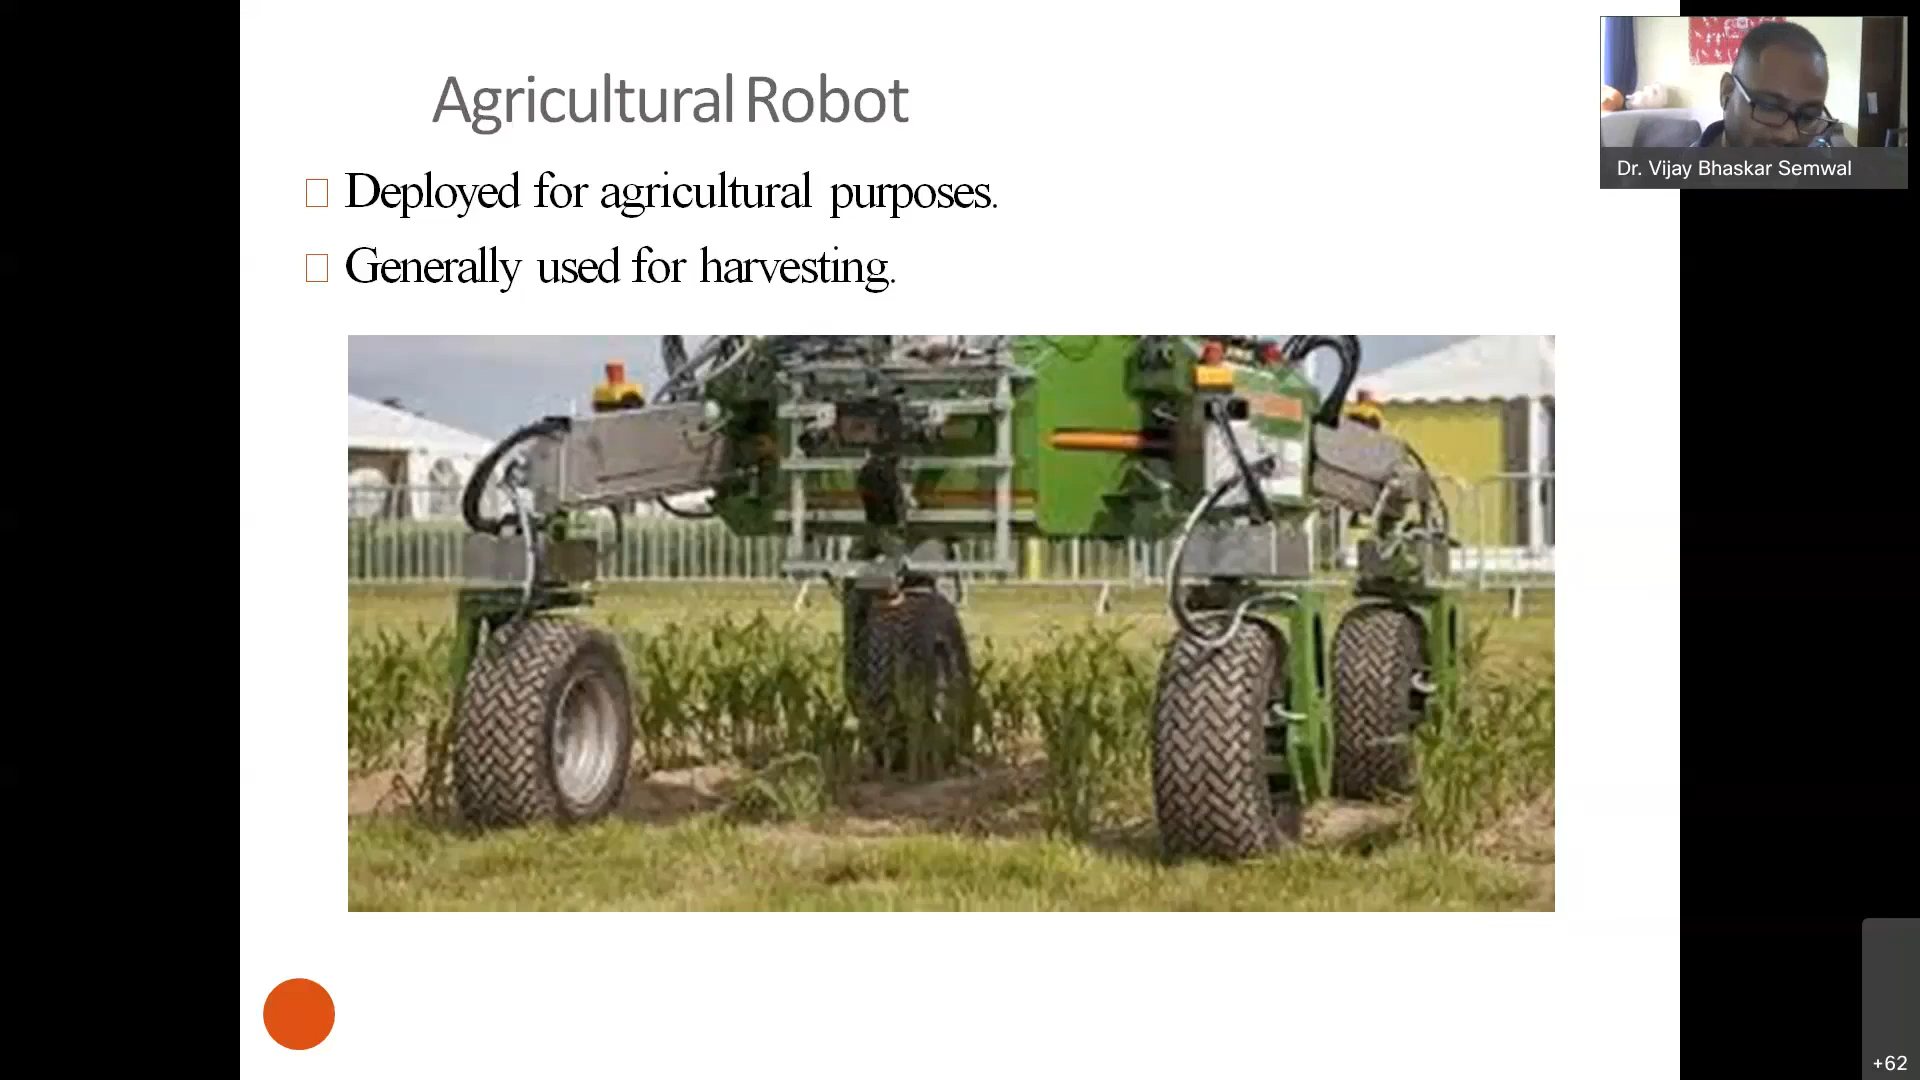 Agricultural Robot
Deployed for agricultural purposes.
Generally used for harvesting.
Dr. Vijay Bhaskar Semwal
+62